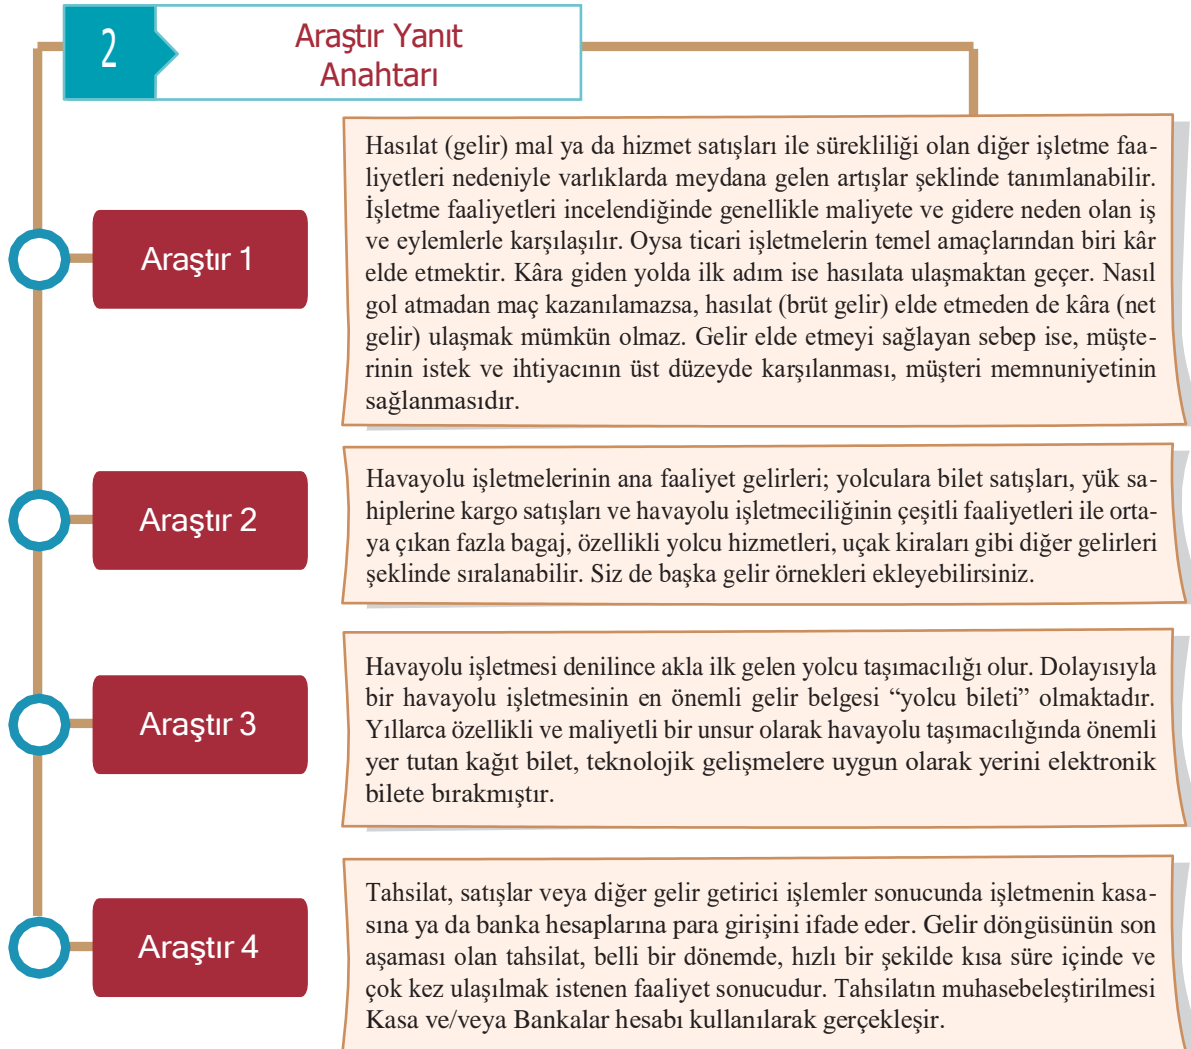 2
Araştır Yanıt
Anahtarı
Araştır 1
Hasılat (gelir) mal ya da hizmet satışları ile sürekliliği olan diğer işletme faa-
liyetleri nedeniyle varlıklarda meydana gelen artışlar şeklinde tanımlanabilir.
İşletme faaliyetleri incelendiğinde genellikle maliyete ve gidere neden olan iş
ve eylemlerle karşılaşılır. Oysa ticari işletmelerin temel amaçlarından biri kâr
elde etmektir. Kâra giden yolda ilk adım ise hasılata ulaşmaktan geçer. Nasıl
gol atmadan maç kazanılamazsa, hasılat (brüt gelir) elde etmeden de kâra (net
gelir) ulaşmak mümkün olmaz. Gelir elde etmeyi sağlayan sebep ise, müşte-
rinin istek ve ihtiyacının üst düzeyde karşılanması, müşteri memnuniyetinin
sağlanmasıdır.
Araştır 2
Havayolu işletmelerinin ana faaliyet gelirleri; yolculara bilet satışları, yük sa-
hiplerine kargo satışları ve havayolu işletmeciliğinin çeşitli faaliyetleri ile orta-
ya çıkan fazla bagaj, özellikli yolcu hizmetleri, uçak kiraları gibi diğer gelirleri
şeklinde sıralanabilir. Siz de başka gelir örnekleri ekleyebilirsiniz.
Araştır 3
Havayolu işletmesi denilince akla ilk gelen yolcu taşımacılığı olur. Dolayısıyla
bir havayolu işletmesinin en önemli gelir belgesi “yolcu bileti” olmaktadır.
Yıllarca özellikli ve maliyetli bir unsur olarak havayolu taşımacılığında önemli
yer tutan kağıt bilet, teknolojik gelişmelere uygun olarak yerini elektronik
bilete bırakmıştır.
Araştır 4
Tahsilat, satışlar veya diğer gelir getirici işlemler sonucunda işletmenin kasa-
sına ya da banka hesaplarına para girişini ifade eder. Gelir döngüsünün son
aşaması olan tahsilat, belli bir dönemde, hızlı bir şekilde kısa süre içinde ve
çok kez ulaşılmak istenen faaliyet sonucudur. Tahsilatın muhasebeleştirilmesi
Kasa ve/veya Bankalar hesabı kullanılarak gerçekleşir.